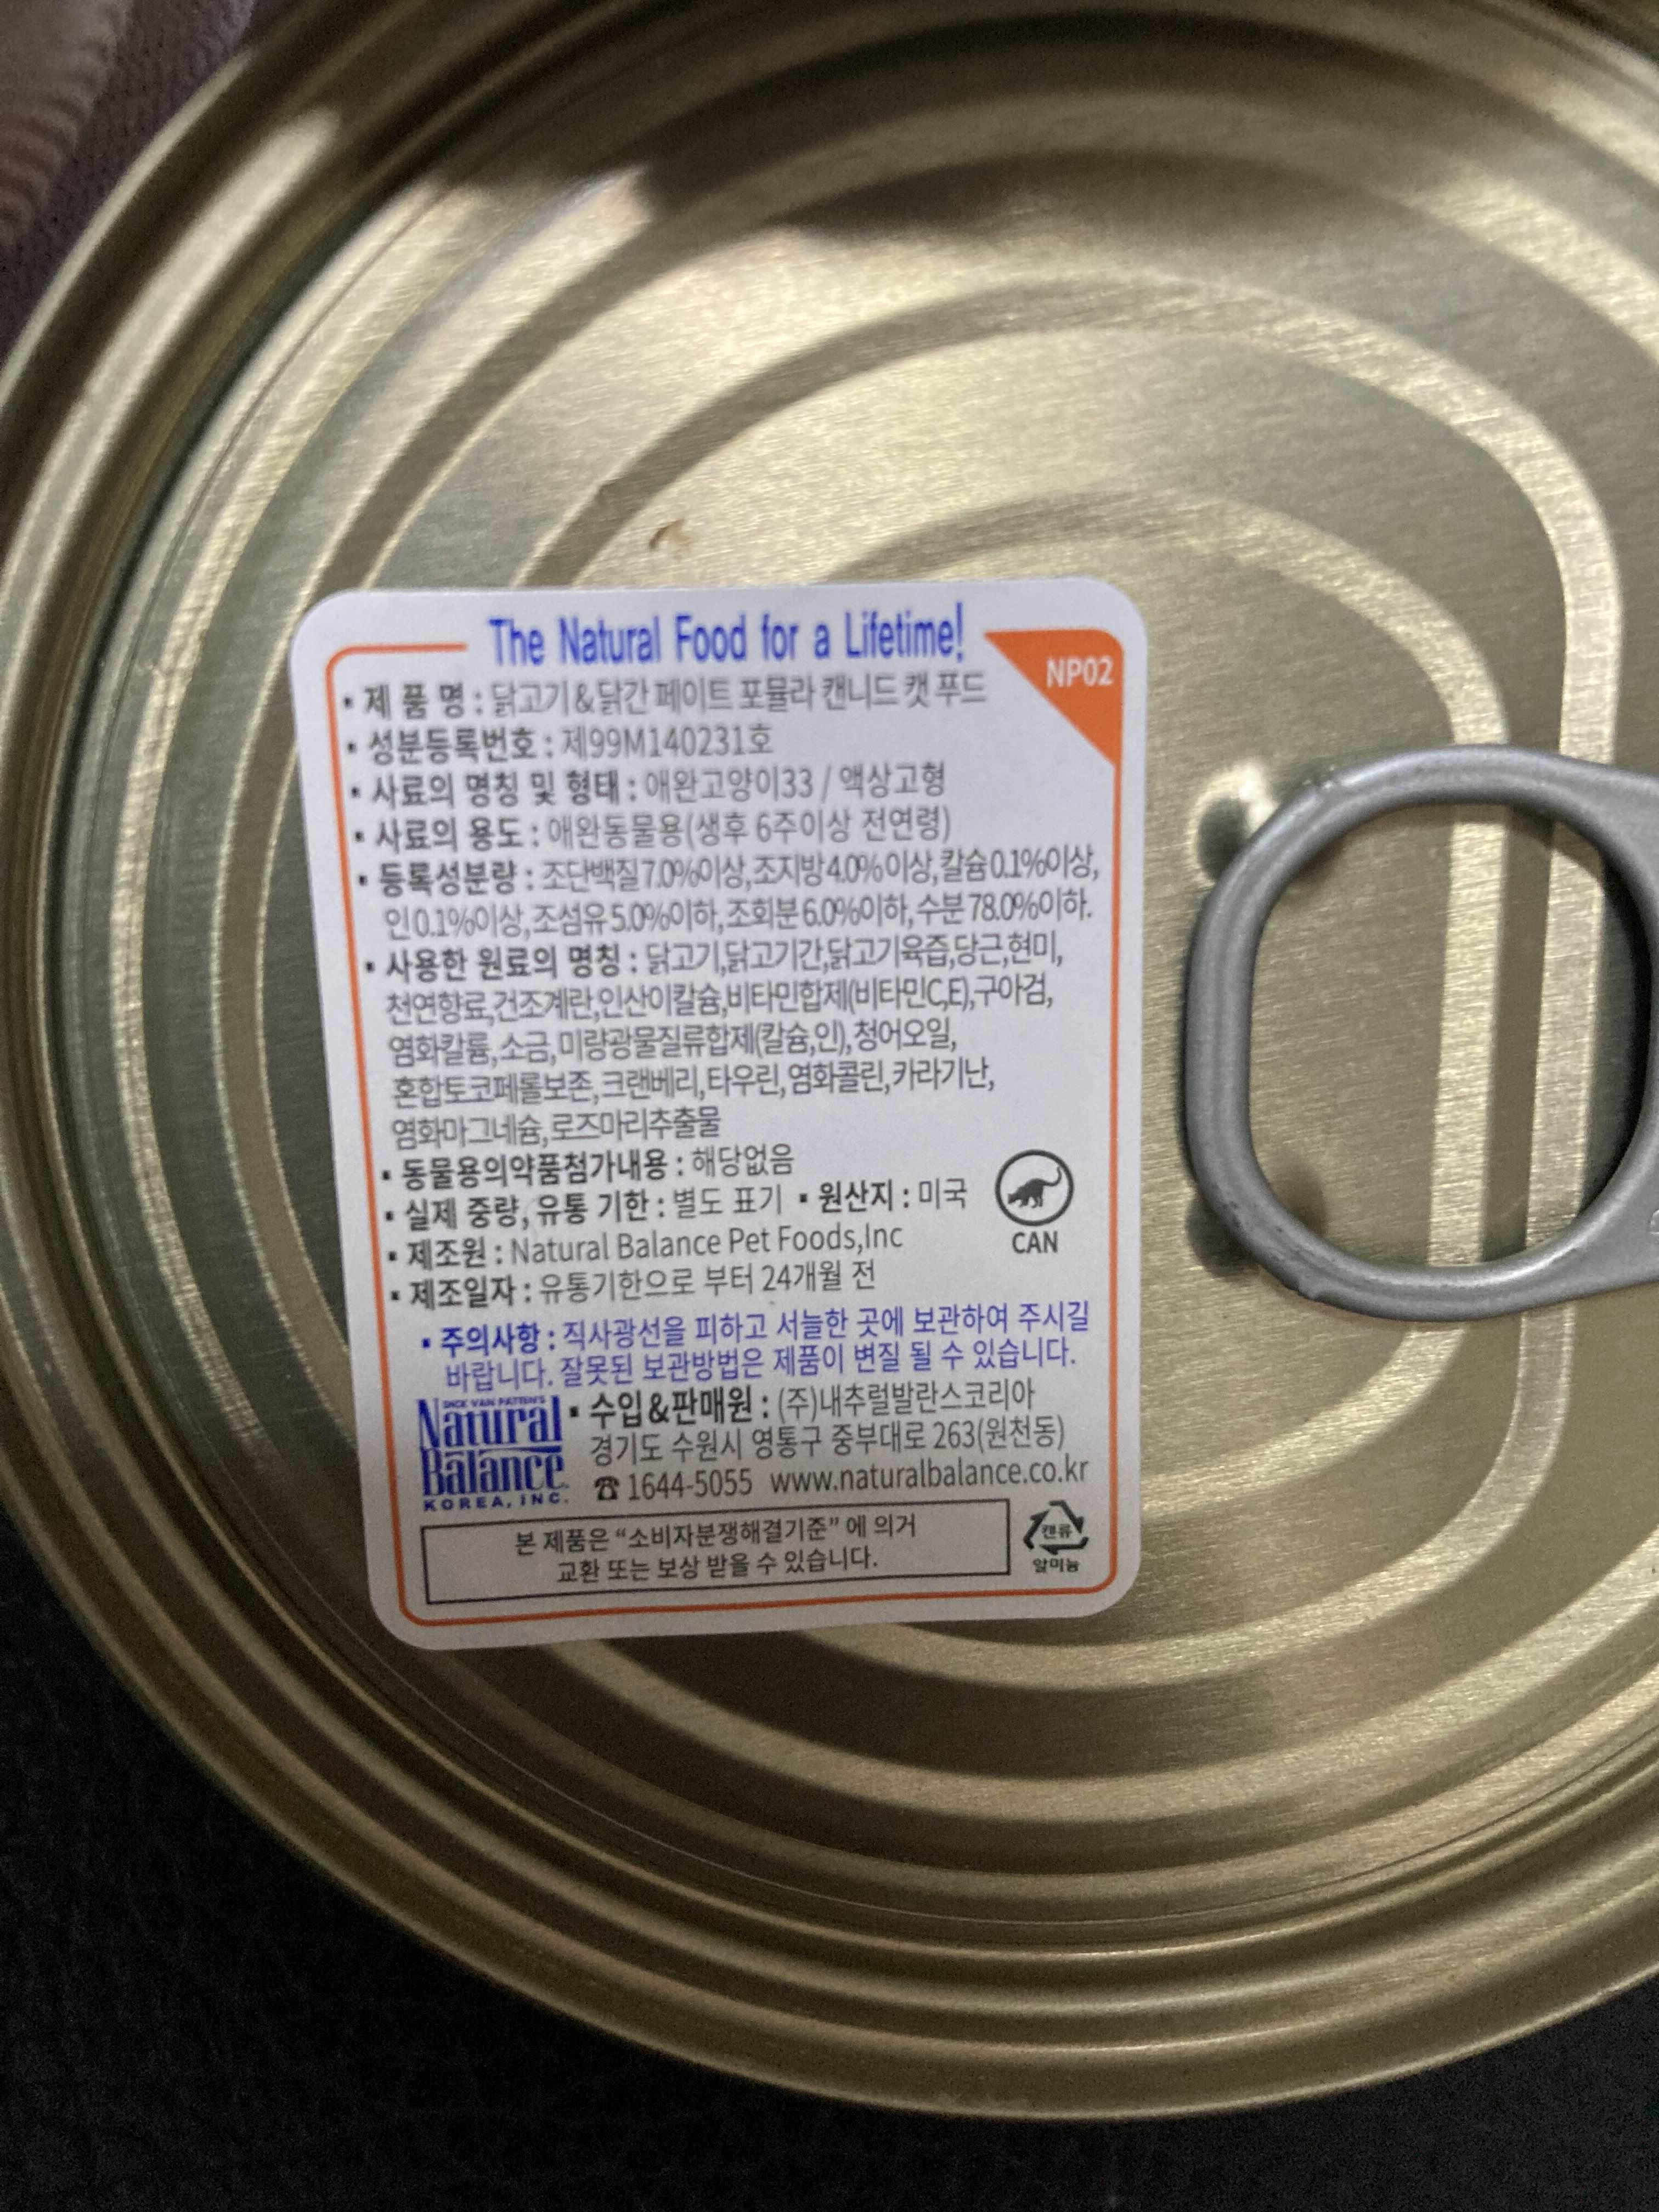 The Natural Food for a Lifetime!
NP02
▪ 제 품 명 : 닭고기&닭간 페이트 포뮬라 캔니드 캣 푸드
▪ 성분등록번호 : 제99M140231호
▪ 사료의 명칭 및 형태 : 애완고양이33 / 액상고형
▪ 사료의 용도 : 애완동물용(생후 6주이상 전연령)
▪ 등록성분량 : 조단백질7.0%이상,조지방4.0%이상,칼슘0.1%이상,
인0.1%이상,조섬유5.0%이하,조회분6.0%이하,수분78.0%이하.
▪ 사용한 원료의 명칭 : 닭고기,닭고기간,닭고기육즙,당근,현미,
천연향료,건조계란,인산이칼슘,비타민합제(비타민C,E),구아검,
염화칼륨,소금,미량광물질류합제(칼슘,인),청어오일,
혼합토코페롤보존,크랜베리,타우린,염화콜린,카라기난,
염화마그네슘,로즈마리추출물
▪ 동물용의약품첨가내용 : 해당없음
▪ 실제 중량, 유통 기한 : 별도 표기 ▪ 원산지 : 미국
▪ 제조원 : Natural Balance Pet Foods,Inc
CAN
▪ 제조일자 : 유통기한으로 부터 24개월 전
▪ 주의사항 : 직사광선을 피하고 서늘한 곳에 보관하여 주시길
바랍니다. 잘못된 보관방법은 제품이 변질 될 수 있습니다.
DICK VAN PATTEN'S
Natural
Balance
KOREA, INC.
▪ 수입&판매원 : (주)내추럴발란스코리아
경기도 수원시 영통구 중부대로 263(원천동)
☎ 1644-5055 www.naturalbalance.co.kr
본 제품은 “소비자분쟁해결기준” 에 의거
교환 또는 보상 받을 수 있습니다.
캔류
알미늄